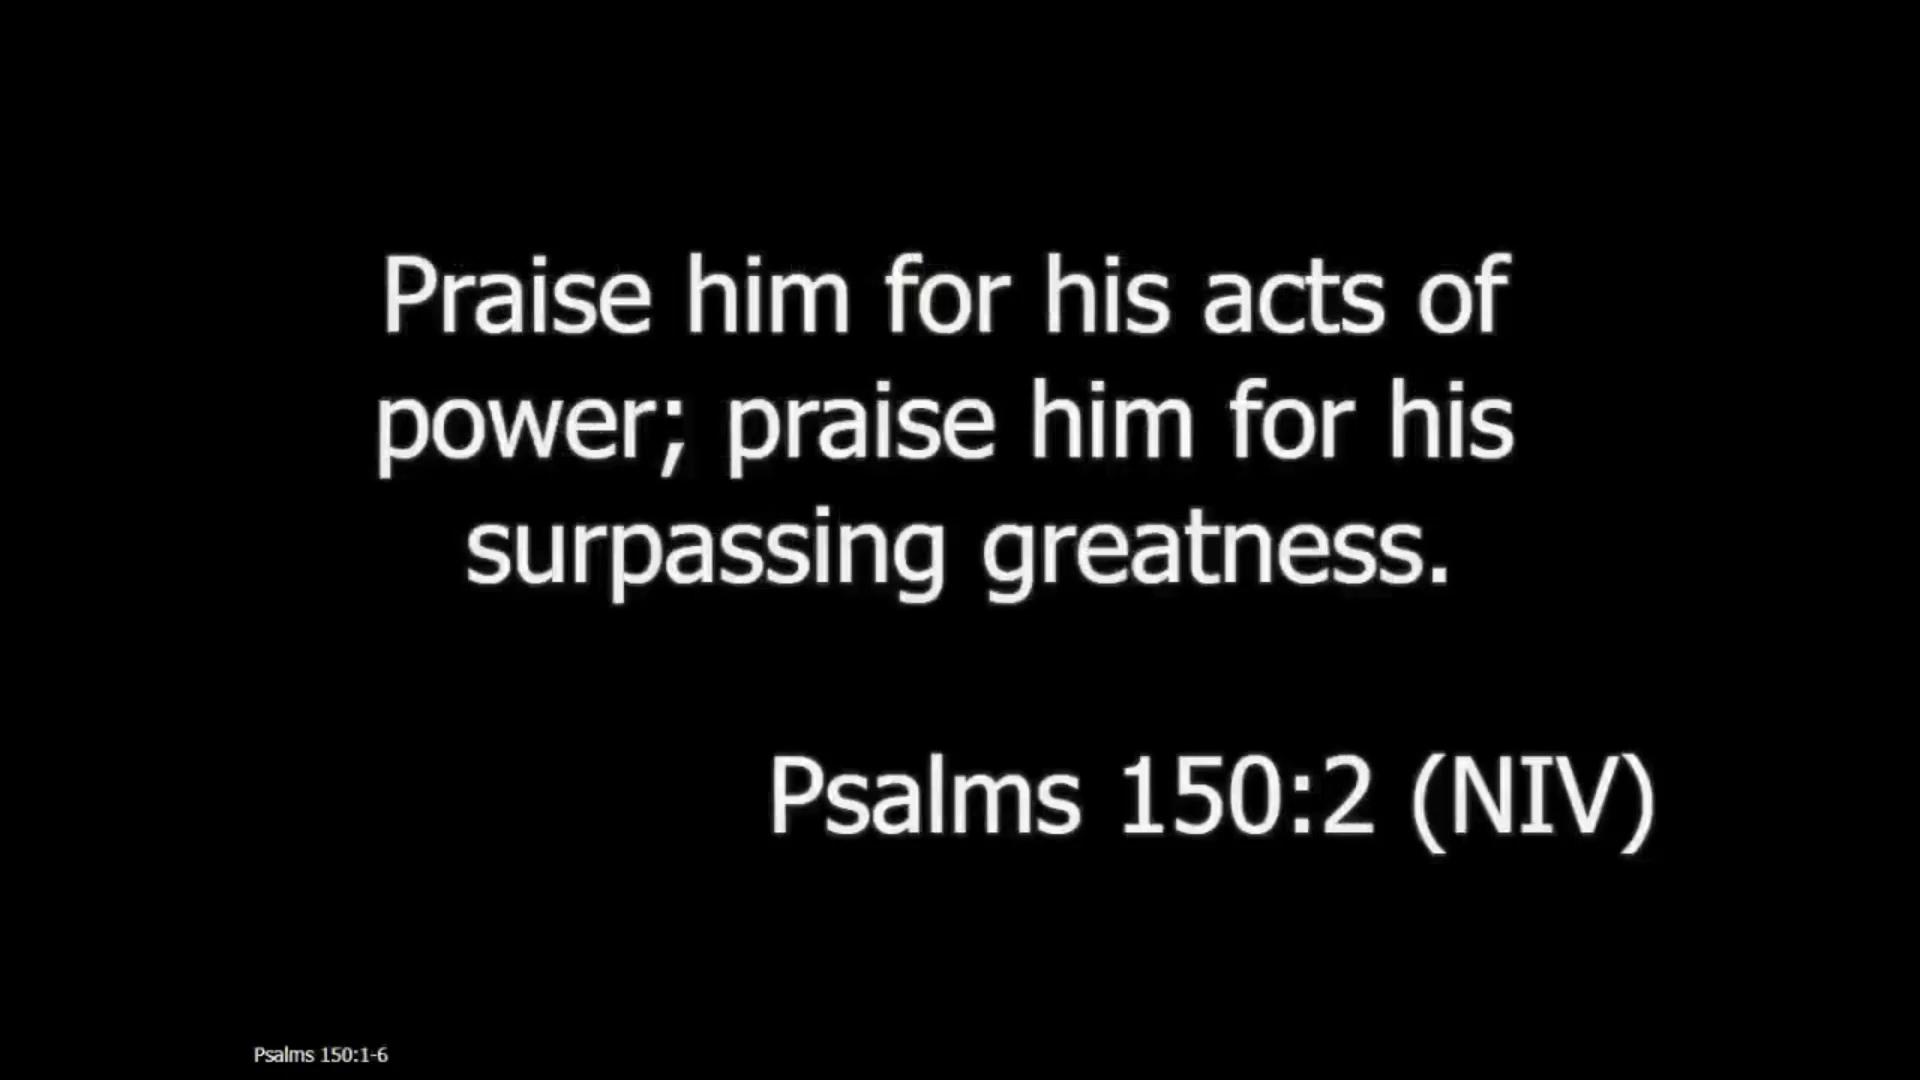 Praise him for his acts of
power; praise him for his
surpassing greatness.
Psalms 150:2 (NIV)
Psalms 150:1-6